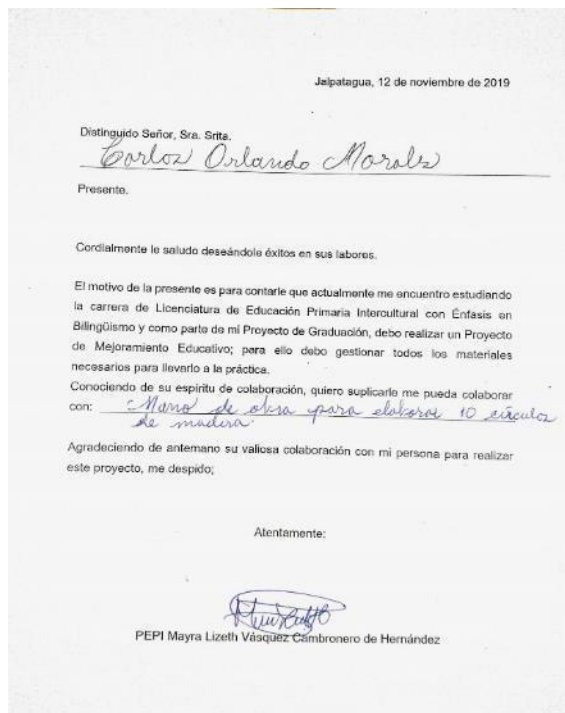 Jalpatagua, 12 de noviembre de 2019
Distinguido Señor, Sra. Srita.
Carlos Orlando Morales
Presente.
Cordialmente le saludo deseándole éxitos en sus labores.
El motivo de la presente es para contarle que actualmente me encuentro estudiando
la carrera de Licenciatura de Educación Primaria Intercultural con Énfasis en
Bilingüismo y como parte de mi Proyecto de Graduación, debo realizar un Proyecto
de Mejoramiento Educativo; para ello debo gestionar todos los materiales
necesarios para llevarlo a la práctica.
Conociendo de su espíritu de colaboración, quiero suplicarle me pueda colaborar
con: Mano de obra para elaborar 10 círculos
de madera.
Agradeciendo de antemano su valiosa colaboración con mi persona para realizar
este proyecto, me despido;
Atentamente:
PEPI Mayra Lizeth Vásquez Cambronero de Hernández